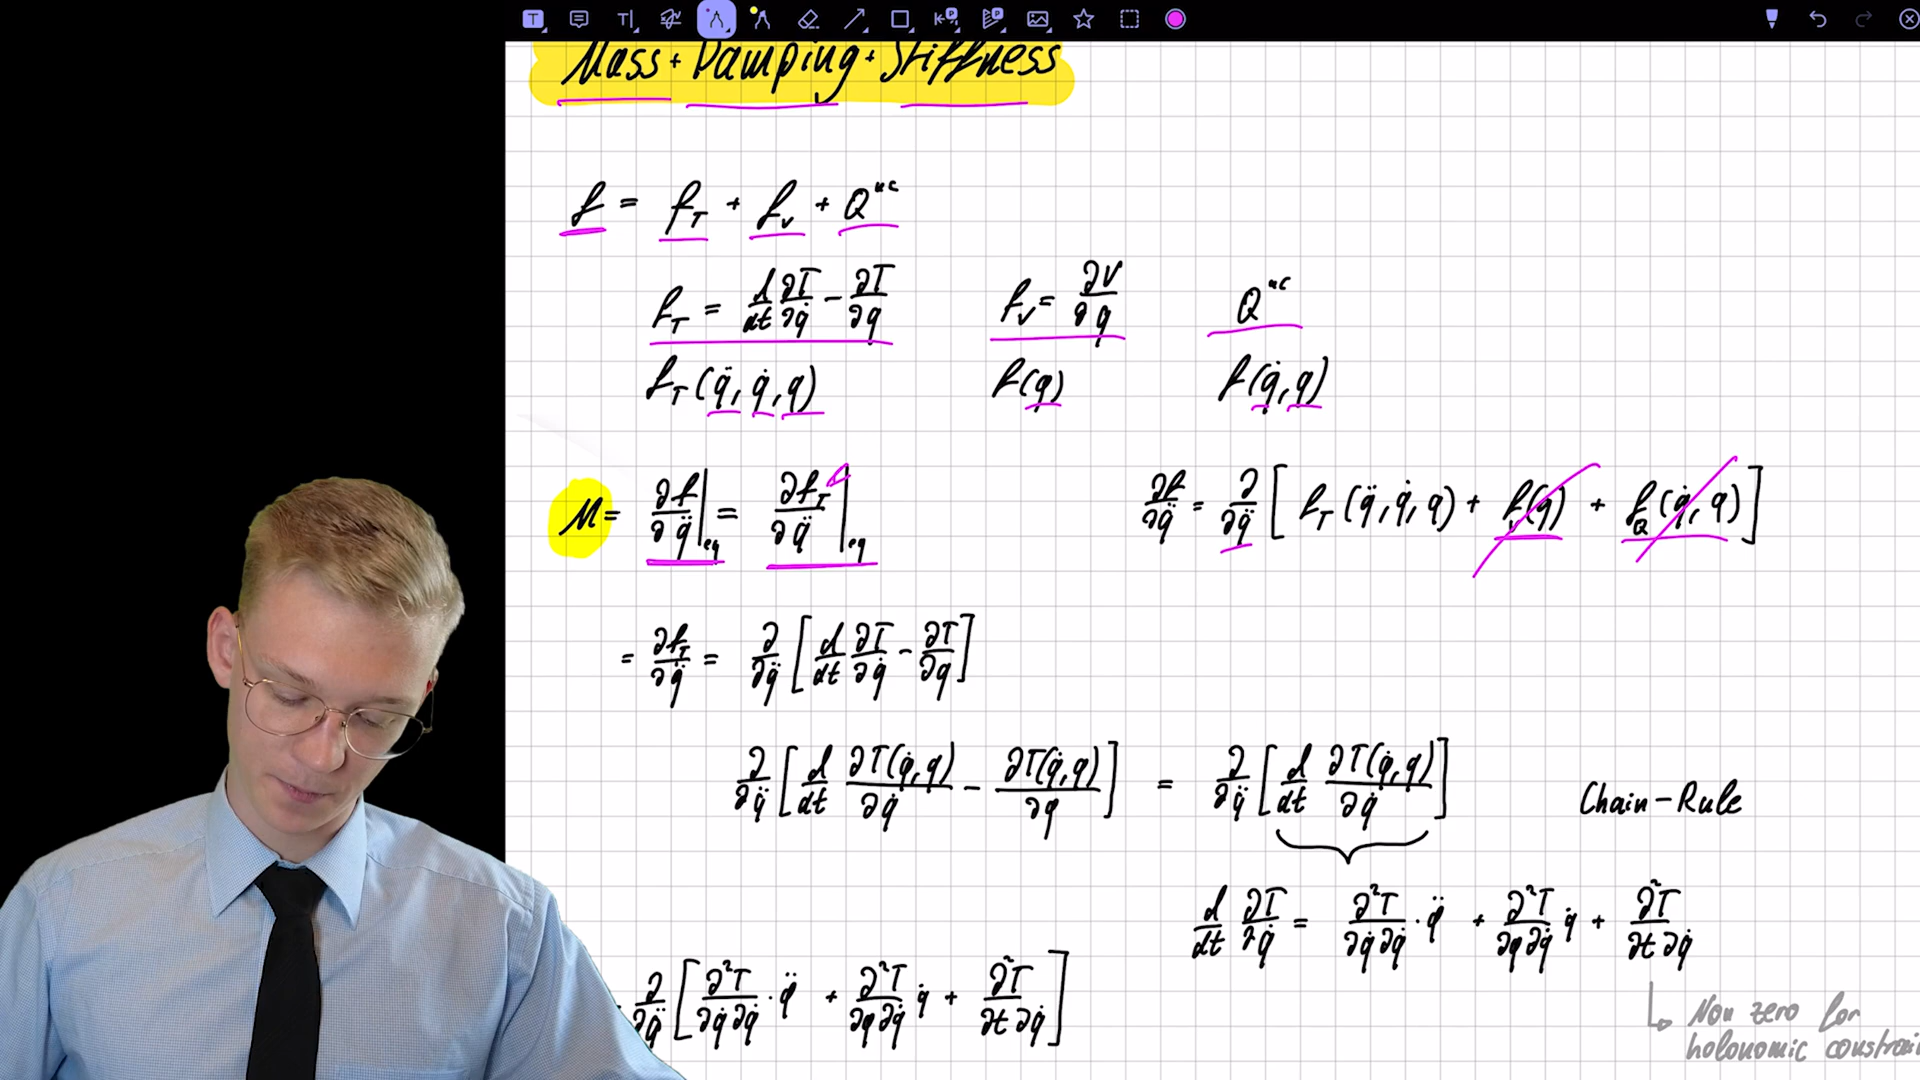 Mass + Damping + Stiffness
f = f_T + f_V + Q^nc
f_T = d/dt ∂T/∂q̇ − ∂T/∂q    f_V = ∂V/∂q    Q^nc
f_T (q̈, q̇, q)    f(q)    f(q̇, q)
M = ∂f/∂q̈ |_eq = ∂f_T/∂q̈ |_eq    ∂f/∂q̈ = ∂/∂q̈ [ f_T (q̈, q̇, q) + f_V(q) + f_Q (q̇, q) ]
= ∂f_T/∂q̈ = ∂/∂q̈ [ d/dt ∂T/∂q̇ − ∂T/∂q ]
∂/∂q̈ [ d/dt ∂T(q̇,q)/∂q̇ − ∂T(q̇,q)/∂q ] = ∂/∂q̈ [ d/dt ∂T(q̇,q)/∂q̇ ]    Chain-Rule
d/dt ∂T/∂q̇ = ∂²T/∂q̇∂q̇ · q̈ + ∂²T/∂q∂q̇ q̇ + ∂²T/∂t∂q̇
∂/∂q̈ [ ∂²T/∂q̇∂q̇ · q̈ + ∂²T/∂q∂q̇ q̇ + ∂²T/∂t∂q̇ ]
Non zero for
holonomic